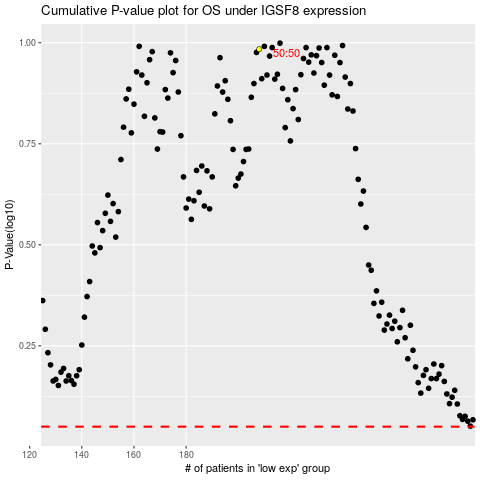 Cumulative P-value plot for OS under IGSF8 expression
P-Value(log10)
1.00
0.75
0.50
0.25
50:50
120 140 160 180
# of patients in 'low exp' group